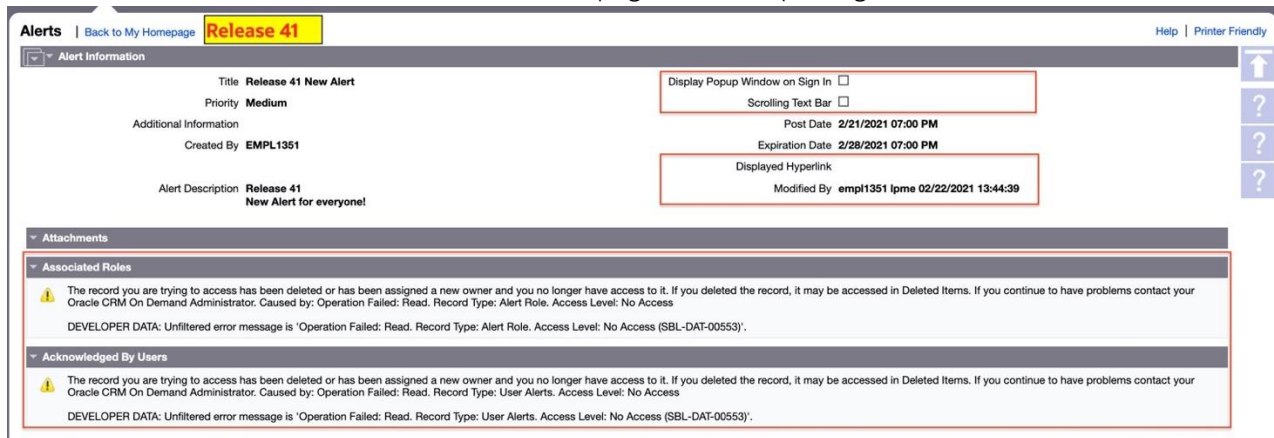 Alerts | Back to My Homepage Release 41 Help | Printer Friendly
Alert Information
Title Release 41 New Alert Display Popup Window on Sign In
Priority Medium Scrolling Text Bar
Additional Information Post Date 2/21/2021 07:00 PM
Created By EMPL1351 Expiration Date 2/28/2021 07:00 PM
Displayed Hyperlink
Alert Description Release 41 Modified By empl1351 lpme 02/22/2021 13:44:39
New Alert for everyone!
Attachments
Associated Roles
The record you are trying to access has been deleted or has been assigned a new owner and you no longer have access to it. If you deleted the record, it may be accessed in Deleted Items. If you continue to have problems contact your
Oracle CRM On Demand Administrator. Caused by: Operation Failed: Read. Record Type: Alert Role. Access Level: No Access
DEVELOPER DATA: Unfiltered error message is 'Operation Failed: Read. Record Type: Alert Role. Access Level: No Access (SBL-DAT-00553)'.
Acknowledged By Users
The record you are trying to access has been deleted or has been assigned a new owner and you no longer have access to it. If you deleted the record, it may be accessed in Deleted Items. If you continue to have problems contact your
Oracle CRM On Demand Administrator. Caused by: Operation Failed: Read. Record Type: User Alerts. Access Level: No Access
DEVELOPER DATA: Unfiltered error message is 'Operation Failed: Read. Record Type: User Alerts. Access Level: No Access (SBL-DAT-00553)'.